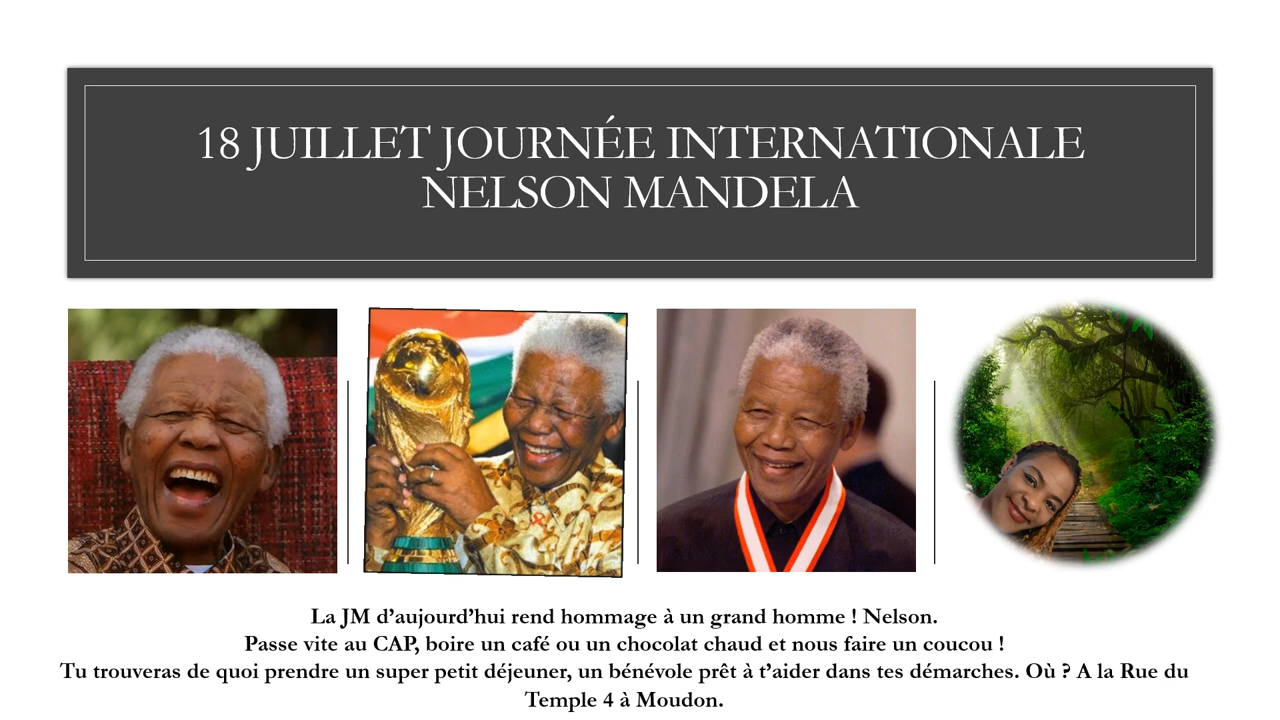 18 JUILLET JOURNÉE INTERNATIONALE
NELSON MANDELA
La JM d’aujourd’hui rend hommage à un grand homme ! Nelson.
Passe vite au CAP, boire un café ou un chocolat chaud et nous faire un coucou !
Tu trouveras de quoi prendre un super petit déjeuner, un bénévole prêt à t’aider dans tes démarches. Où ? A la Rue du
Temple 4 à Moudon.